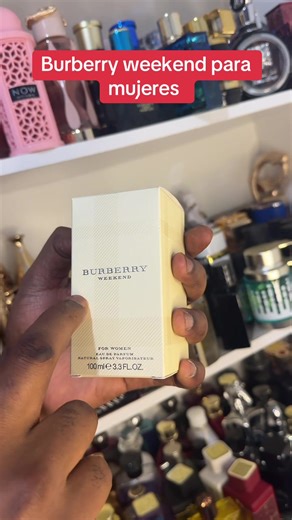 Burberry weekend para
mujeres
NOW
BURBERRY
WEEKEND
FOR WOMEN
EAU DE PARFUM
NATURAL SPRAY VAPORISATEUR
100ml ℮ 3.3 FL.OZ.